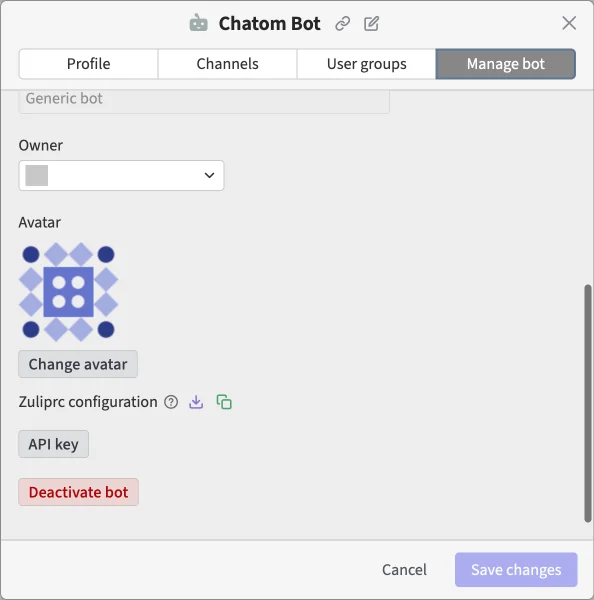 Chatom Bot
Profile
Channels
User groups
Manage bot
Generic bot
Owner
Avatar
Change avatar
Zuliprc configuration
API key
Deactivate bot
Cancel
Save changes